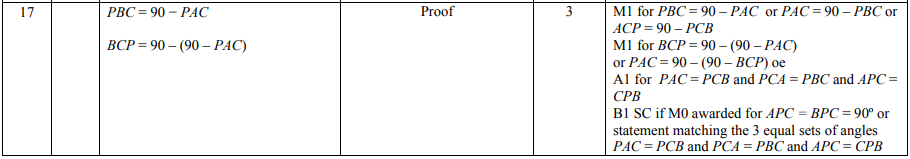 17
PBC = 90 − PAC
BCP = 90 – (90 – PAC)
Proof
3
M1 for PBC = 90 – PAC or PAC = 90 – PBC or
ACP = 90 – PCB
M1 for BCP = 90 – (90 – PAC)
or PAC = 90 – (90 – BCP) oe
A1 for PAC = PCB and PCA = PBC and APC =
CPB
B1 SC if M0 awarded for APC = BPC = 90º or
statement matching the 3 equal sets of angles
PAC = PCB and PCA = PBC and APC = CPB